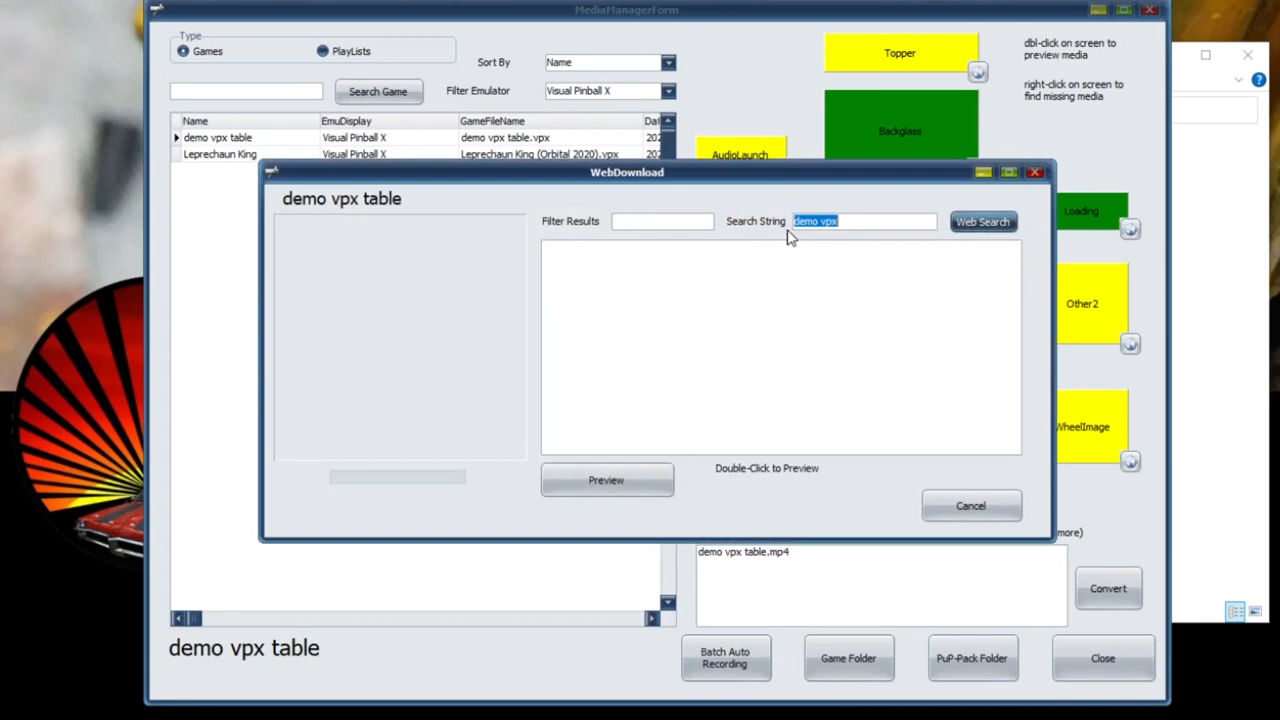 MediaManagerForm
Type
Games
PlayLists
Sort By
Name
Search Game
Filter Emulator
Visual Pinball X
Topper
dbl-click on screen to
preview media
right-click on screen to
find missing media
Backglass
Name EmuDisplay GameFileName
demo vpx table Visual Pinball X demo vpx table.vpx 202
Leprechaun King Visual Pinball X Leprechaun King (Orbital 2020).vpx 202
AudioLaunch
WebDownload
demo vpx table
Filter Results
Search String
demo vpx
Web Search
Preview
Double-Click to Preview
Cancel
Loading
Other2
WheelImage
more)
demo vpx table.mp4
Convert
demo vpx table
Batch Auto
Recording
Game Folder
PuP-Pack Folder
Close